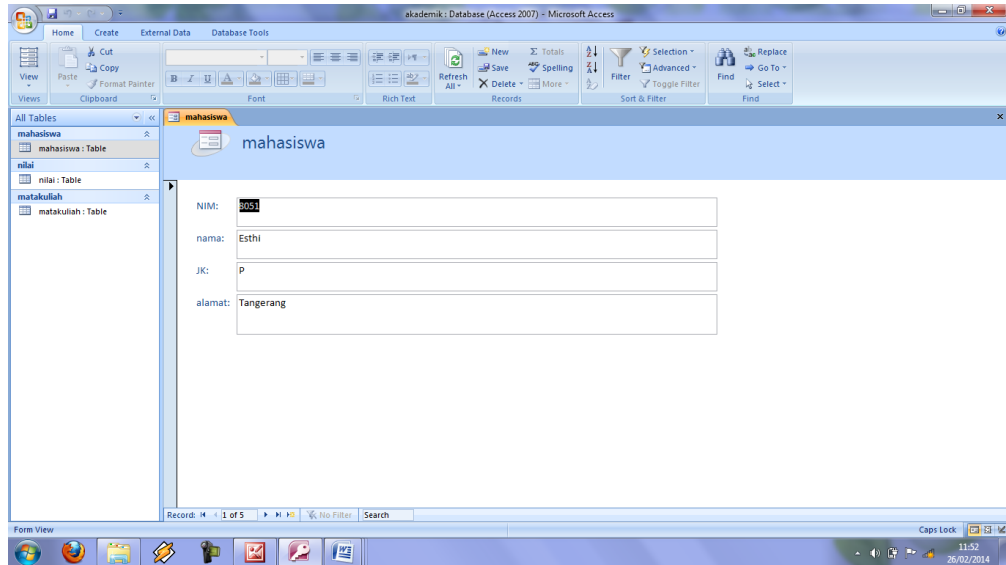 akademik : Database (Access 2007) - Microsoft Access
Home Create External Data Database Tools
View
Views
Paste
Cut
Copy
Format Painter
Clipboard
B I U A
Font
Rich Text
Refresh
All
New
Save
Delete
Totals
Spelling
More
Records
Filter
Selection
Advanced
Toggle Filter
Sort & Filter
Find
Replace
Go To
Select
Find
All Tables
mahasiswa
mahasiswa : Table
nilai
nilai : Table
matakuliah
matakuliah : Table
mahasiswa
mahasiswa
NIM: 8051
nama: Esthi
JK: P
alamat: Tangerang
Record: 1 of 5 No Filter Search
Form View Caps Lock
11:52
26/02/2014